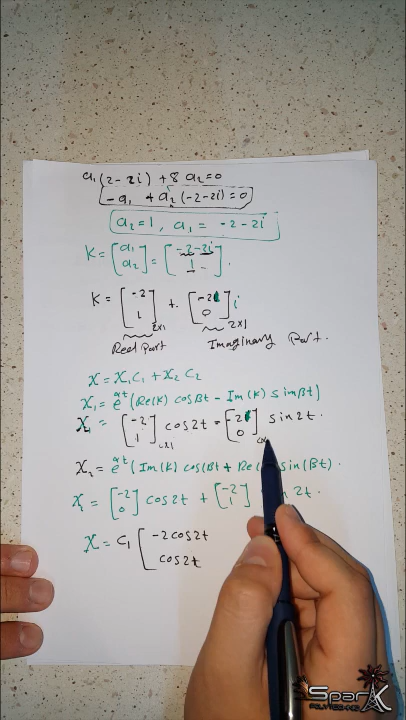 a₁(2-2i) + 8 a₂ = 0
-a₁ + a₂(-2-2i) = 0
a₂ = 1, a₁ = -2-2i
K = [a₁ a₂] = [-2-2i 1].
K = [-2 1]₂ₓ₁ + [-2 0]₂ₓ₁ i
Real Part Imaginary Part.
X = X₁C₁ + X₂C₂
X₁ = e^αt (Re(K) cosβt - Im(K) sinβt)
X₁ = [-2 1] cos2t [2 0] sin2t.
X₂ = e^αt (Im(K) cos(βt + Re sin(βt).
X = [-2 0] cos2t + [-2 1] 2t.
X = C₁ [-2cos2t
cos2t
Spark